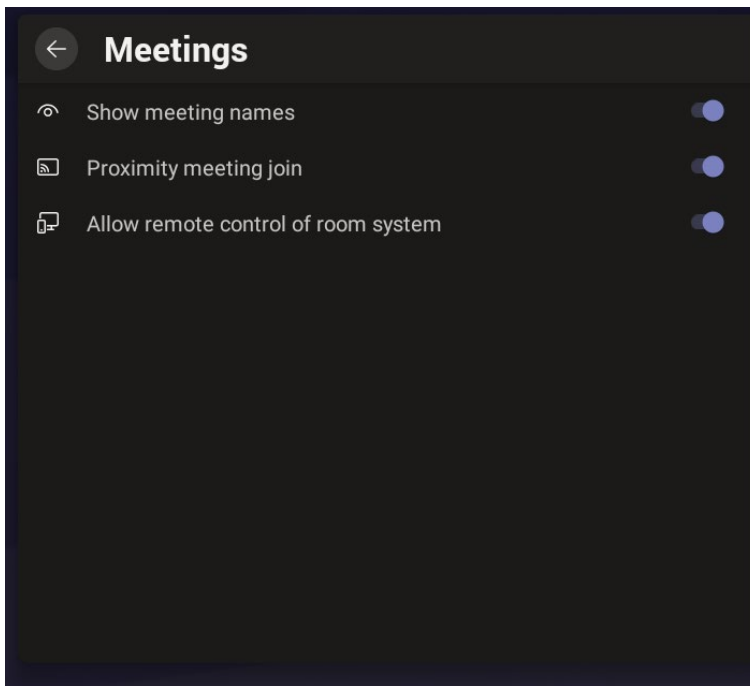 Meetings
Show meeting names
Proximity meeting join
Allow remote control of room system